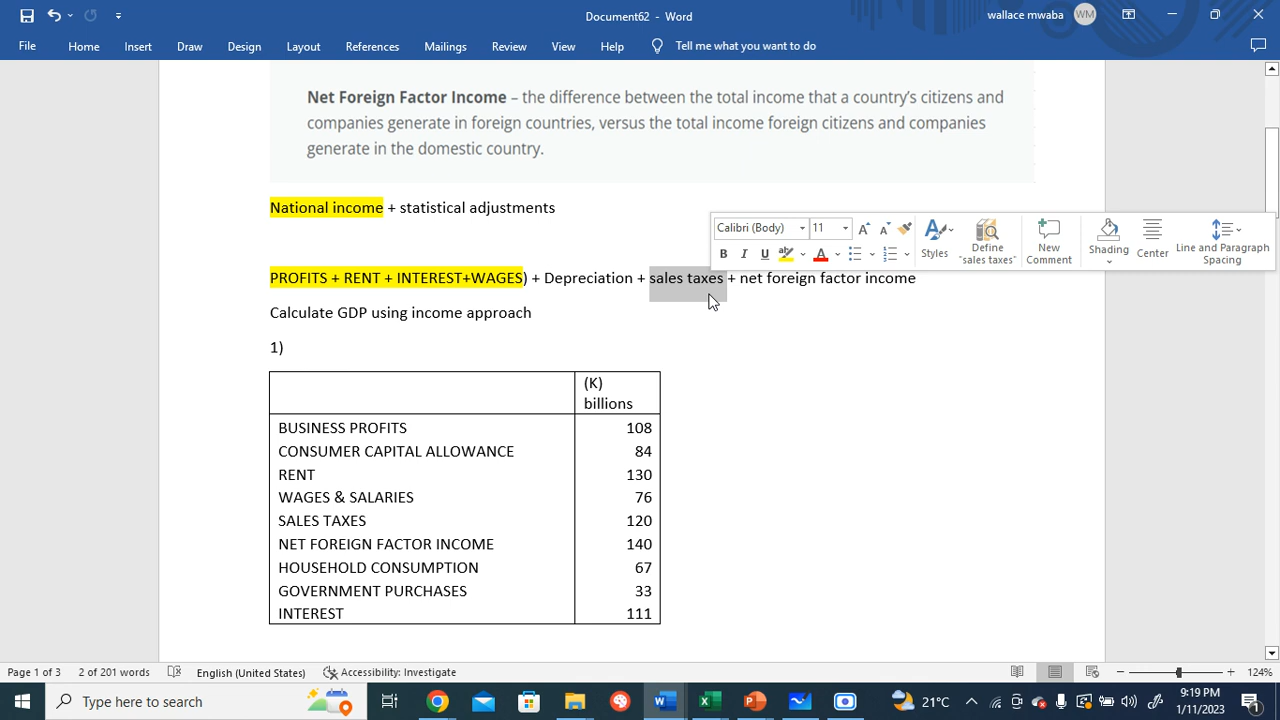 Document62 - Word
wallace mwaba WM
File Home Insert Draw Design Layout References Mailings Review View Help Tell me what you want to do
Net Foreign Factor Income – the difference between the total income that a country's citizens and
companies generate in foreign countries, versus the total income foreign citizens and companies
generate in the domestic country.
National income + statistical adjustments
Calibri (Body) 11 A A
B I U A
Styles
Define
"sales taxes"
New
Comment
Shading
Center
Line and Paragraph
Spacing
PROFITS + RENT + INTEREST+WAGES) + Depreciation + sales taxes + net foreign factor income
Calculate GDP using income approach
1)
(K)
billions
BUSINESS PROFITS 108
CONSUMER CAPITAL ALLOWANCE 84
RENT 130
WAGES & SALARIES 76
SALES TAXES 120
NET FOREIGN FACTOR INCOME 140
HOUSEHOLD CONSUMPTION 67
GOVERNMENT PURCHASES 33
INTEREST 111
Page 1 of 3 2 of 201 words English (United States) Accessibility: Investigate 124%
Type here to search 21°C 9:19 PM
1/11/2023 1